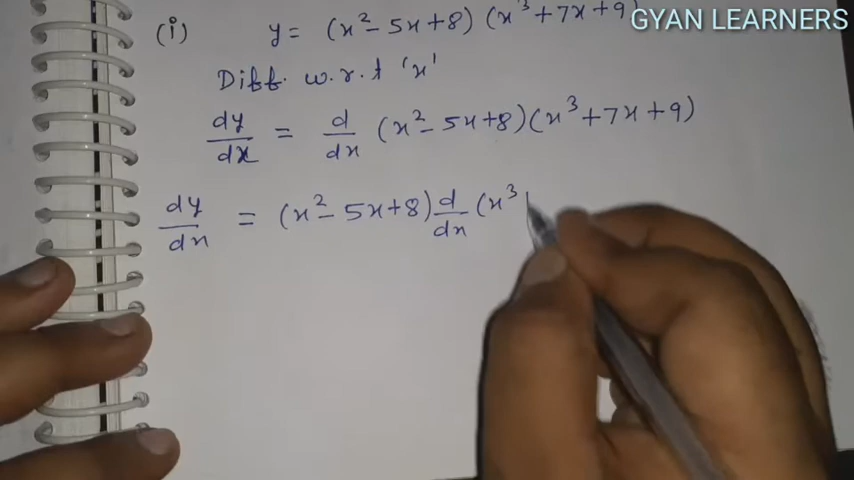 GYAN LEARNERS
(i) y = (x² - 5x + 8) (x³ + 7x + 9)
Diff. w.r.t 'x'
dy/dx = d/dx (x² - 5x + 8)(x³ + 7x + 9)
dy/dx = (x² - 5x + 8) d/dx (x³